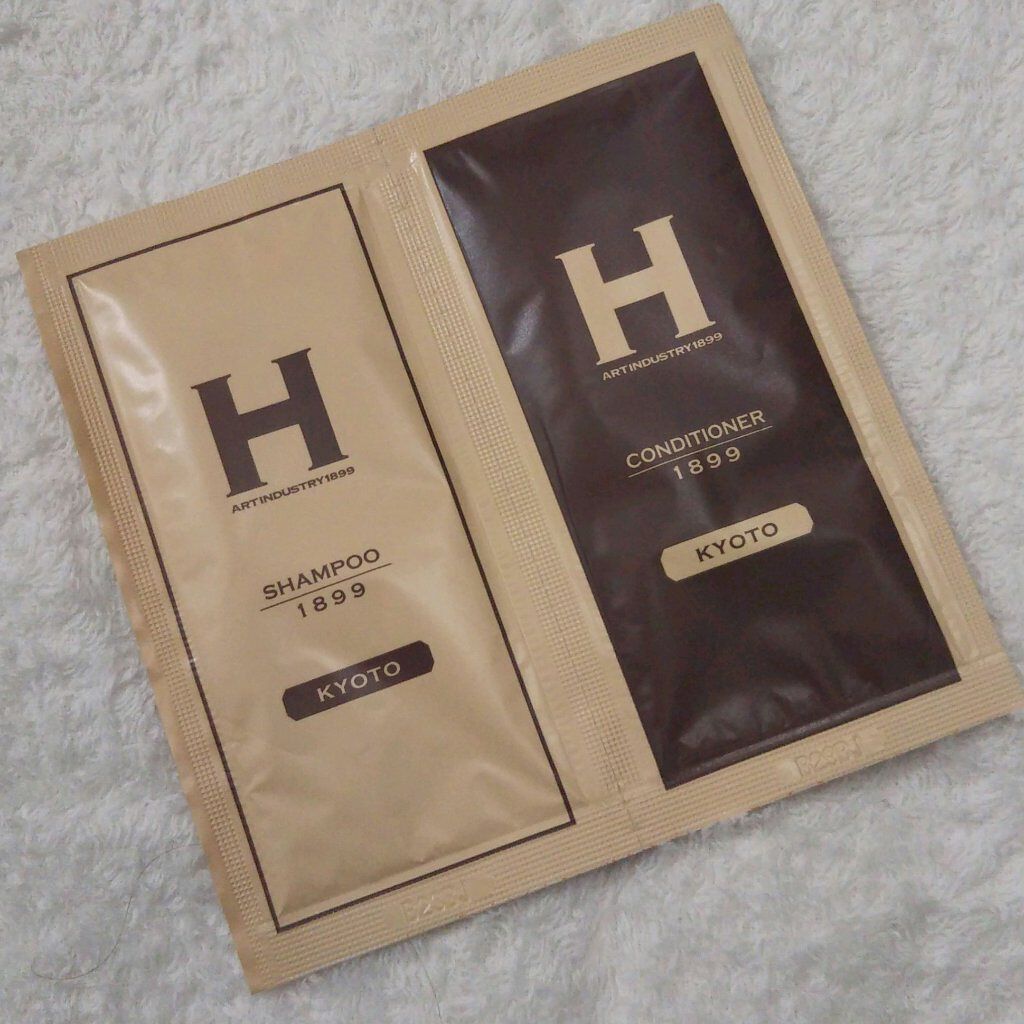 H
ARTINDUSTRY1899
SHAMPOO
1899
KYOTO
H
ARTINDUSTRY1899
CONDITIONER
1899
KYOTO